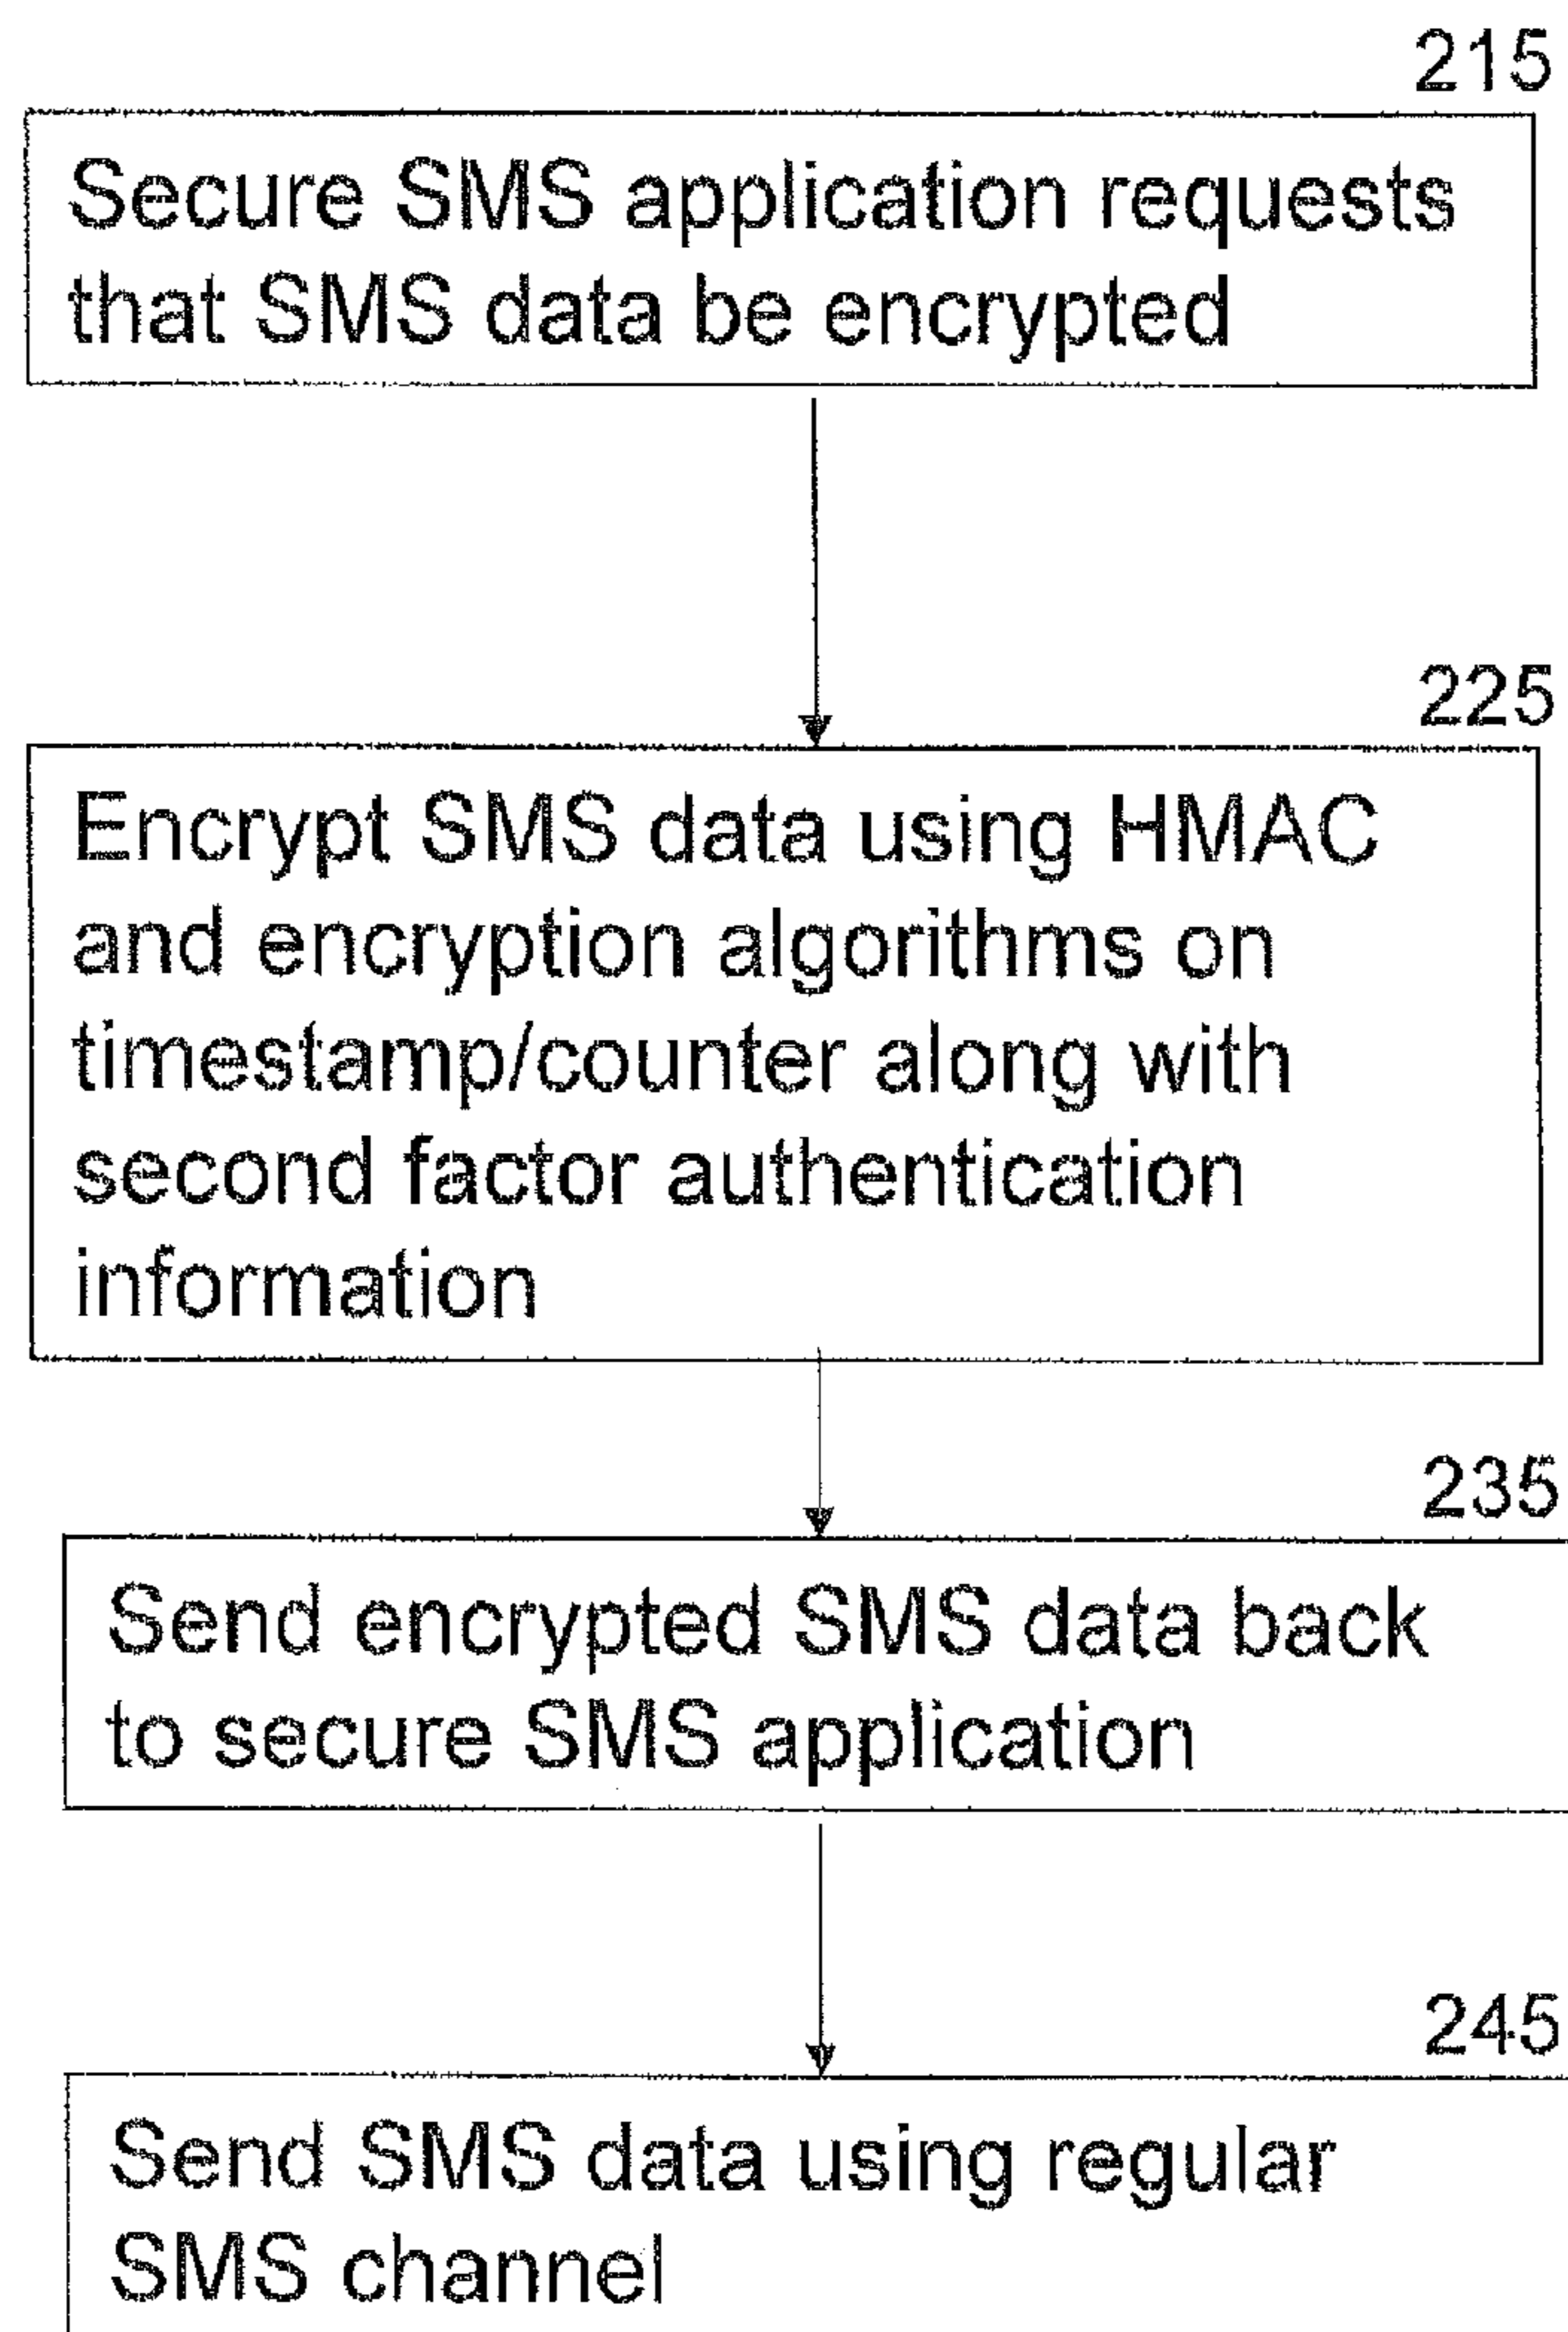 215
Secure SMS application requests
that SMS data be encrypted
225
Encrypt SMS data using HMAC
and encryption algorithms on
timestamp/counter along with
second factor authentication
information
235
Send encrypted SMS data back
to secure SMS application
245
Send SMS data using regular
SMS channel